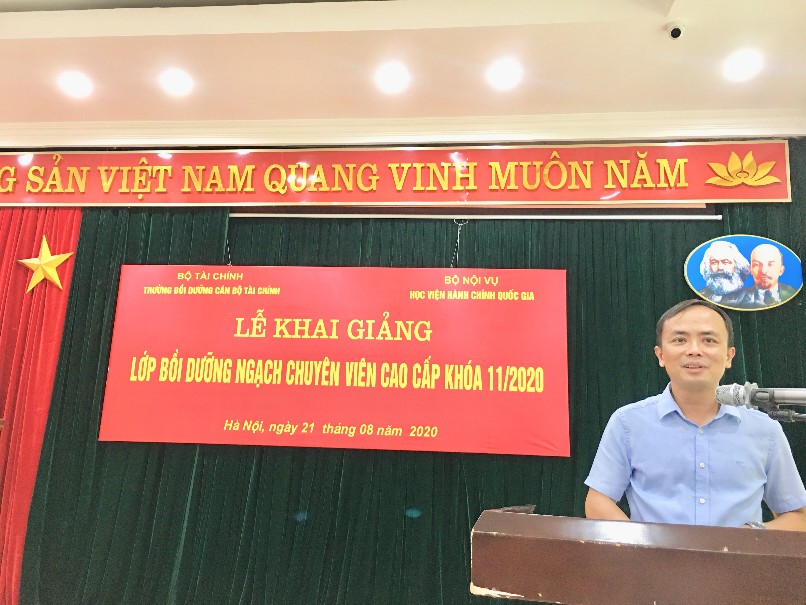 G SẢN VIỆT NAM QUANG VINH MUÔN NĂM
BỘ TÀI CHÍNH
TRƯỜNG BỒI DƯỠNG CÁN BỘ TÀI CHÍNH
BỘ NỘI VỤ
HỌC VIỆN HÀNH CHÍNH QUỐC GIA
LỄ KHAI GIẢNG
LỚP BỒI DƯỠNG NGẠCH CHUYÊN VIÊN CAO CẤP KHÓA 11/2020
Hà Nội, ngày 21 tháng 08 năm 2020